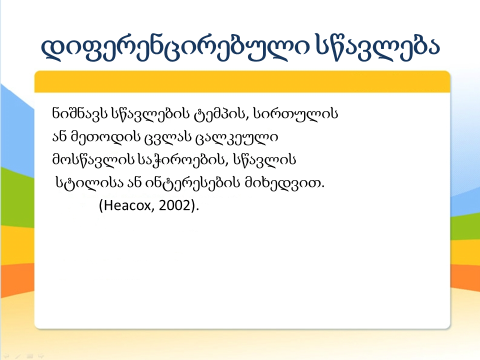 დიფერენცირებული სწავლება
ნიშნავს სწავლების ტემპის, სირთულის
ან მეთოდის ცვლას ცალკეული
მოსწავლის საჭიროების, სწავლის
სტილისა ან ინტერესების მიხედვით.
(Heacox, 2002).